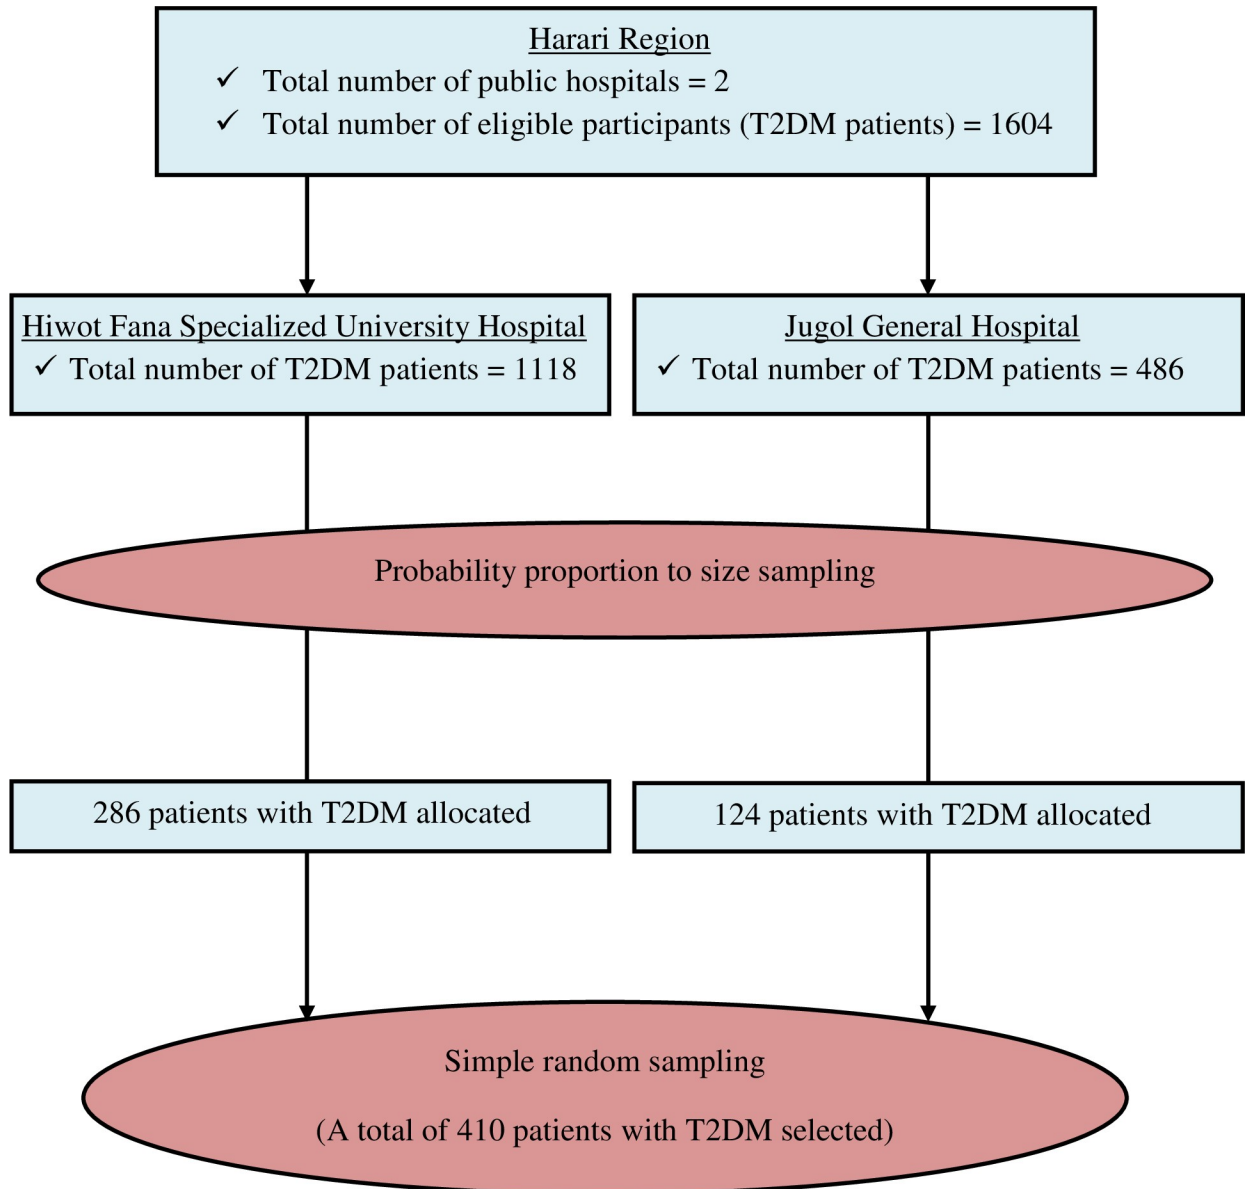 Harari Region
✓ Total number of public hospitals = 2
✓ Total number of eligible participants (T2DM patients) = 1604
Hiwot Fana Specialized University Hospital
✓ Total number of T2DM patients = 1118
Jugol General Hospital
✓ Total number of T2DM patients = 486
Probability proportion to size sampling
286 patients with T2DM allocated
124 patients with T2DM allocated
Simple random sampling
(A total of 410 patients with T2DM selected)